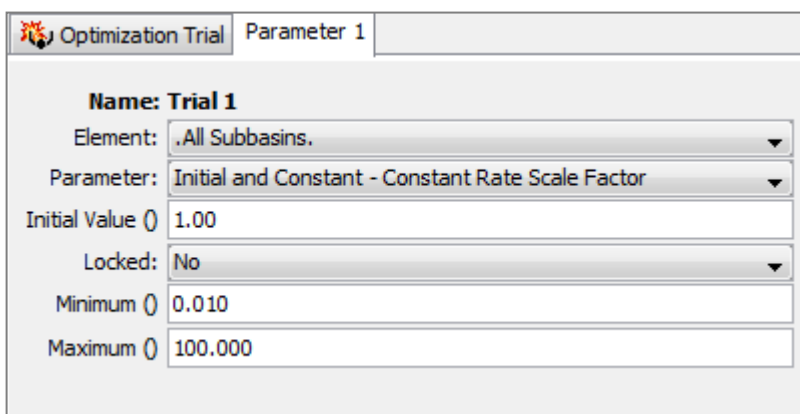 Optimization Trial Parameter 1
Name: Trial 1
Element: .All Subbasins.
Parameter: Initial and Constant - Constant Rate Scale Factor
Initial Value () 1.00
Locked: No
Minimum () 0.010
Maximum () 100.000